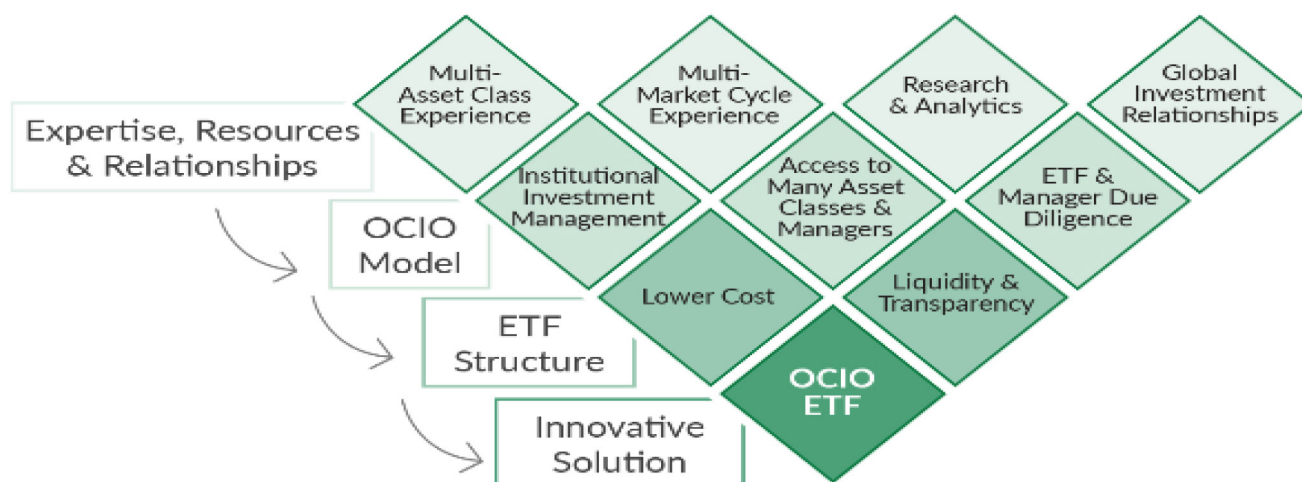 Multi-
Asset Class
Experience
Multi-
Market Cycle
Experience
Research
& Analytics
Global
Investment
Relationships
Expertise, Resources
& Relationships
Institutional
Investment
Management
Access to
Many Asset
Classes &
Managers
ETF &
Manager Due
Diligence
OCIO
Model
Lower Cost
Liquidity &
Transparency
ETF
Structure
OCIO
ETF
Innovative
Solution